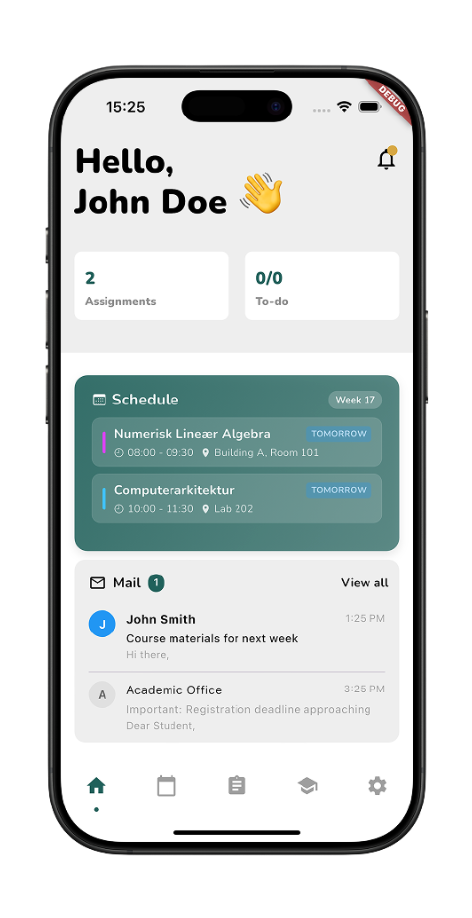 15:25
DEBUG
Hello,
John Doe 👋
2
Assignments
0/0
To-do
Schedule
Week 17
Numerisk Lineær Algebra
TOMORROW
08:00 - 09:30 Building A, Room 101
Computerarkitektur
TOMORROW
10:00 - 11:30 Lab 202
Mail 1
View all
J
John Smith
1:25 PM
Course materials for next week
Hi there,
A
Academic Office
3:25 PM
Important: Registration deadline approaching
Dear Student,